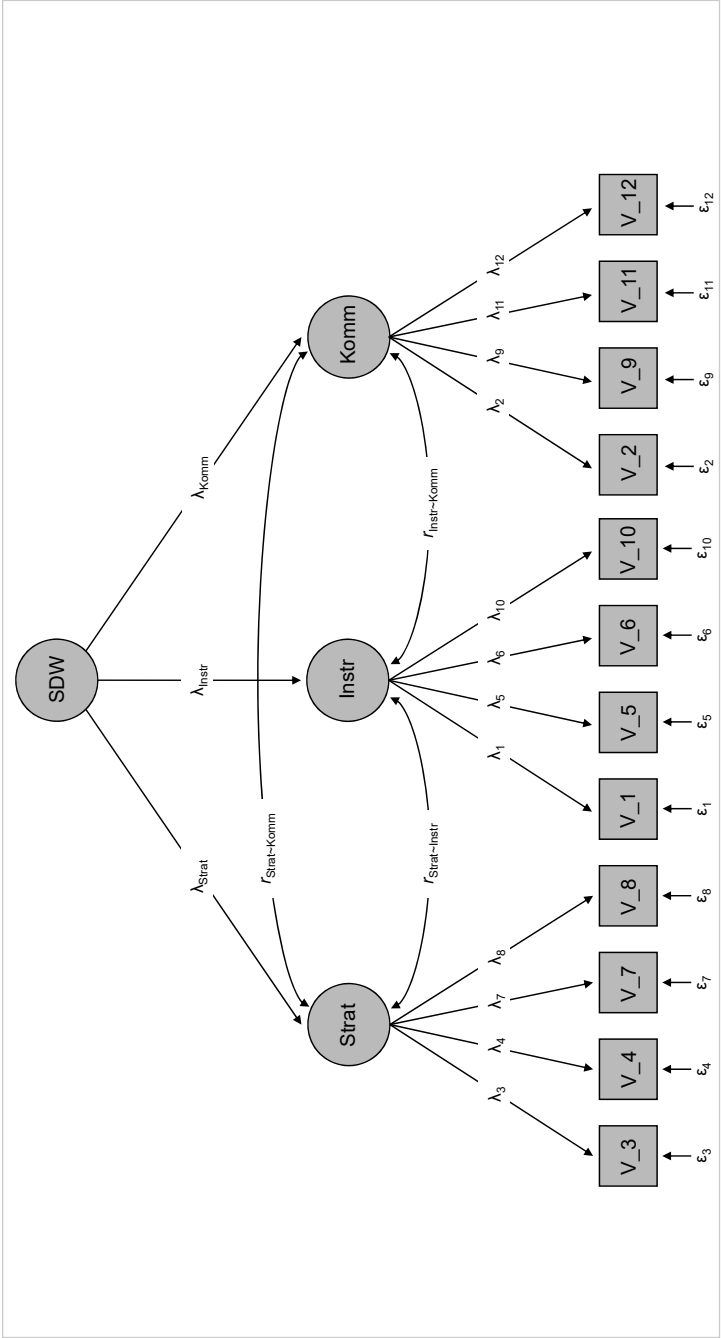 SDW
λStrat
λInstr
λKomm
rStrat~Komm
Strat
Instr
Komm
rStrat~Instr
rInstr~Komm
λ3
λ4
λ7
λ8
λ1
λ5
λ6
λ10
λ2
λ9
λ11
λ12
V_3
V_4
V_7
V_8
V_1
V_5
V_6
V_10
V_2
V_9
V_11
V_12
ε3
ε4
ε7
ε8
ε1
ε5
ε6
ε10
ε2
ε9
ε11
ε12